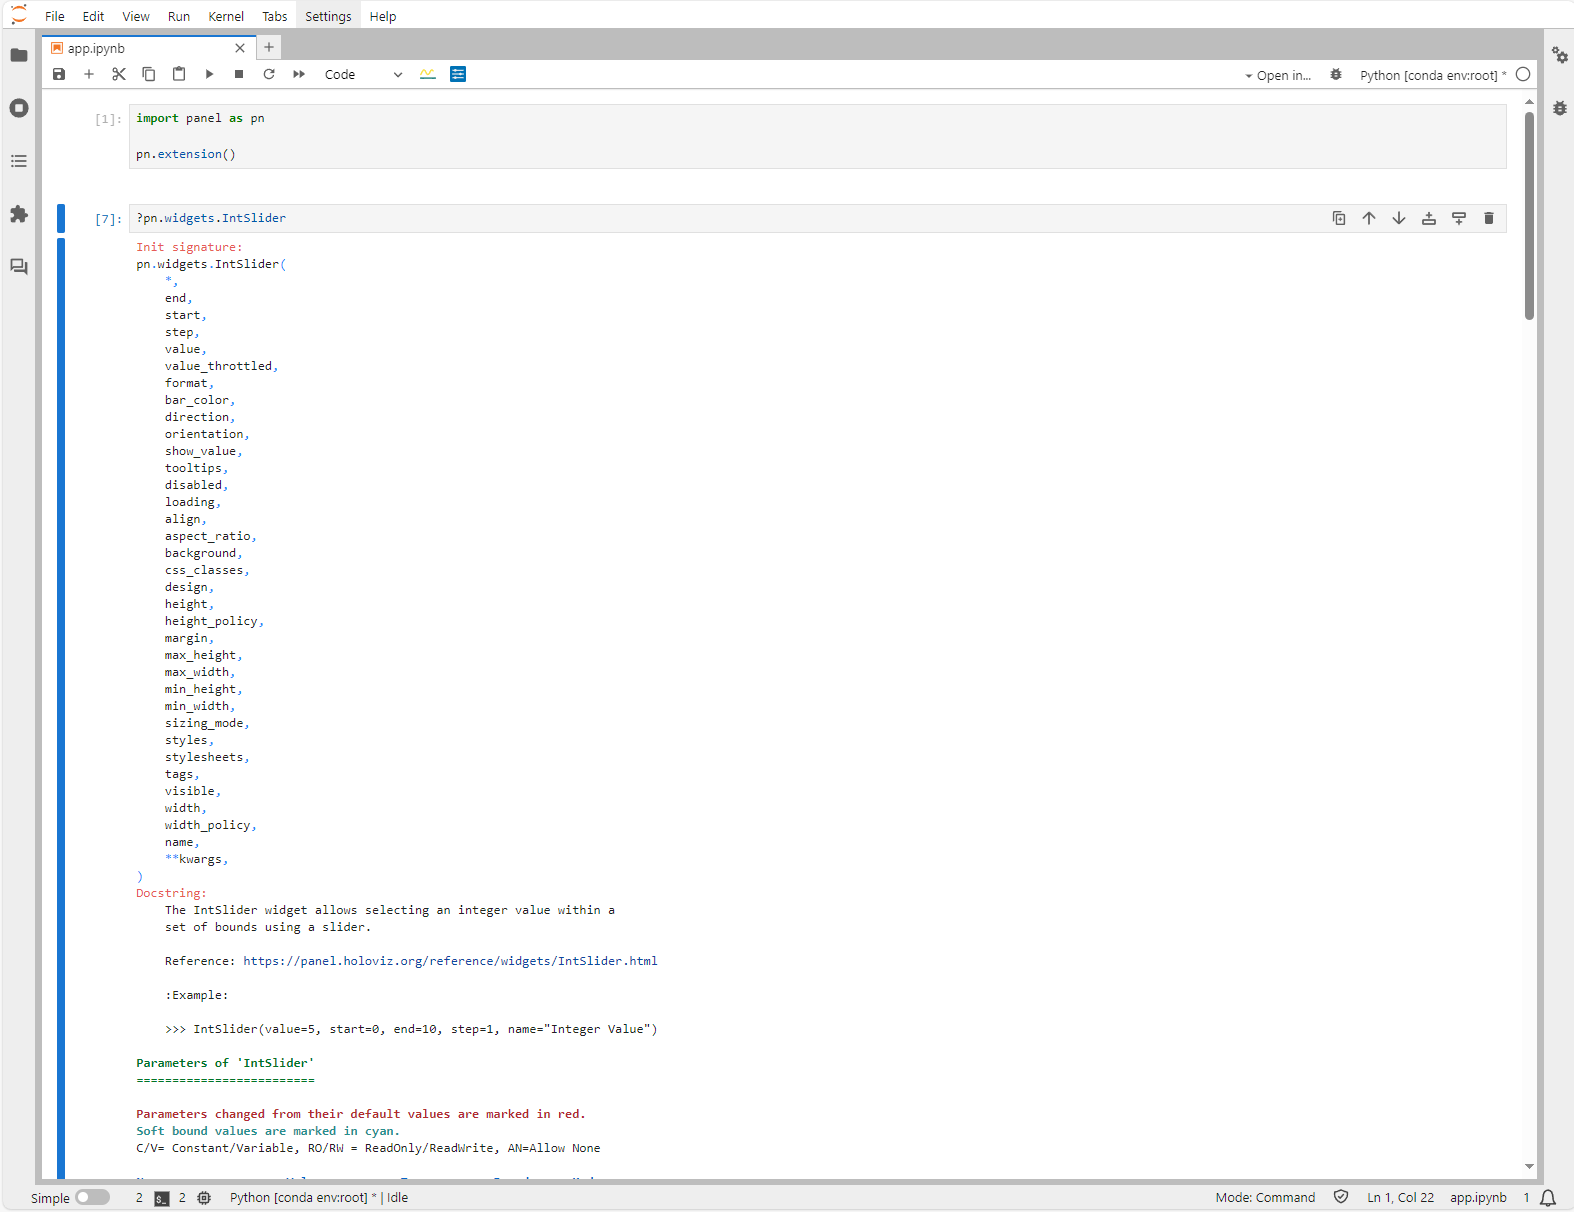 File Edit View Run Kernel Tabs Settings Help
app.ipynb
Code
Open in...
Python [conda env:root] *
[1]: import panel as pn
pn.extension()
[7]: ?pn.widgets.IntSlider
Init signature:
pn.widgets.IntSlider(
*,
end,
start,
step,
value,
value_throttled,
format,
bar_color,
direction,
orientation,
show_value,
tooltips,
disabled,
loading,
align,
aspect_ratio,
background,
css_classes,
design,
height,
height_policy,
margin,
max_height,
max_width,
min_height,
min_width,
sizing_mode,
styles,
stylesheets,
tags,
visible,
width,
width_policy,
name,
**kwargs,
)
Docstring:
The IntSlider widget allows selecting an integer value within a
set of bounds using a slider.
Reference: https://panel.holoviz.org/reference/widgets/IntSlider.html
:Example:
>>> IntSlider(value=5, start=0, end=10, step=1, name="Integer Value")
Parameters of 'IntSlider'
=========================
Parameters changed from their default values are marked in red.
Soft bound values are marked in cyan.
C/V= Constant/Variable, RO/RW = ReadOnly/ReadWrite, AN=Allow None
Simple 2 2 Python [conda env:root] * | Idle Mode: Command Ln 1, Col 22 app.ipynb 1